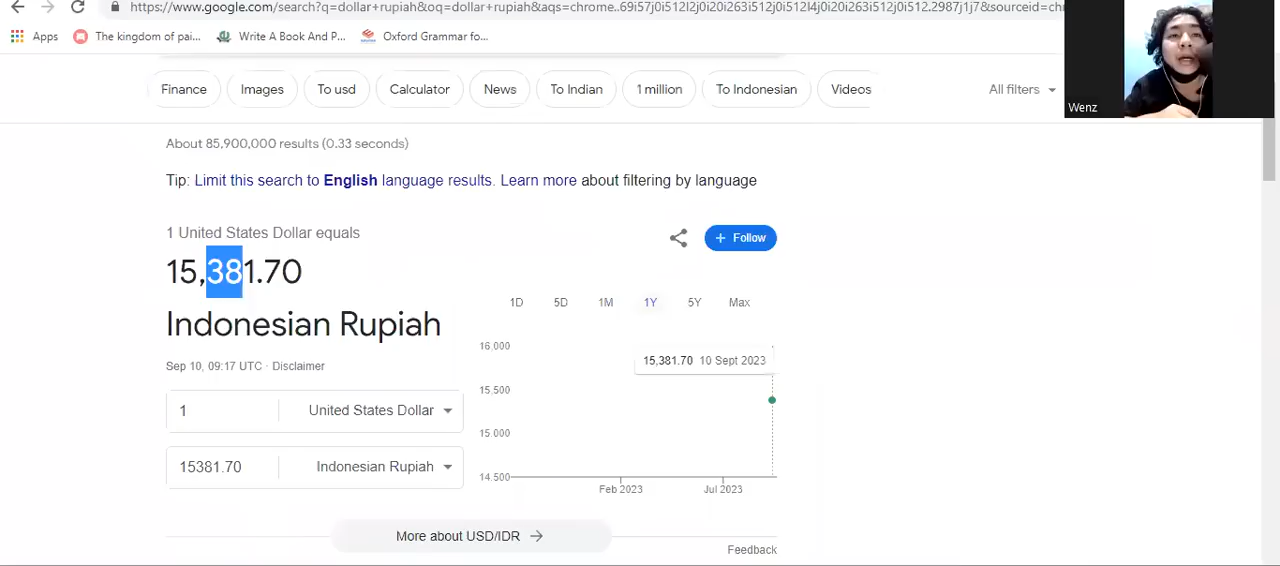 https://www.google.com/search?q=dollar+rupiah&oq=dollar+rupiah&aqs=chrome..69i57j0i512l2j0i20i263i512j0i512l4j0i20i263i512j0i512.2987j1j7&sourceid=chr
Apps The kingdom of pai... Write A Book And P... Oxford Grammar fo...
Wenz
Finance Images To usd Calculator News To Indian 1 million To Indonesian Videos All filters
About 85,900,000 results (0.33 seconds)
Tip: Limit this search to English language results. Learn more about filtering by language
1 United States Dollar equals
15,381.70
Indonesian Rupiah
Sep 10, 09:17 UTC · Disclaimer
1 United States Dollar
15381.70 Indonesian Rupiah
+ Follow
1D 5D 1M 1Y 5Y Max
16,000
15,381.70 10 Sept 2023
15,500
15,000
14,500
Feb 2023 Jul 2023
More about USD/IDR →
Feedback